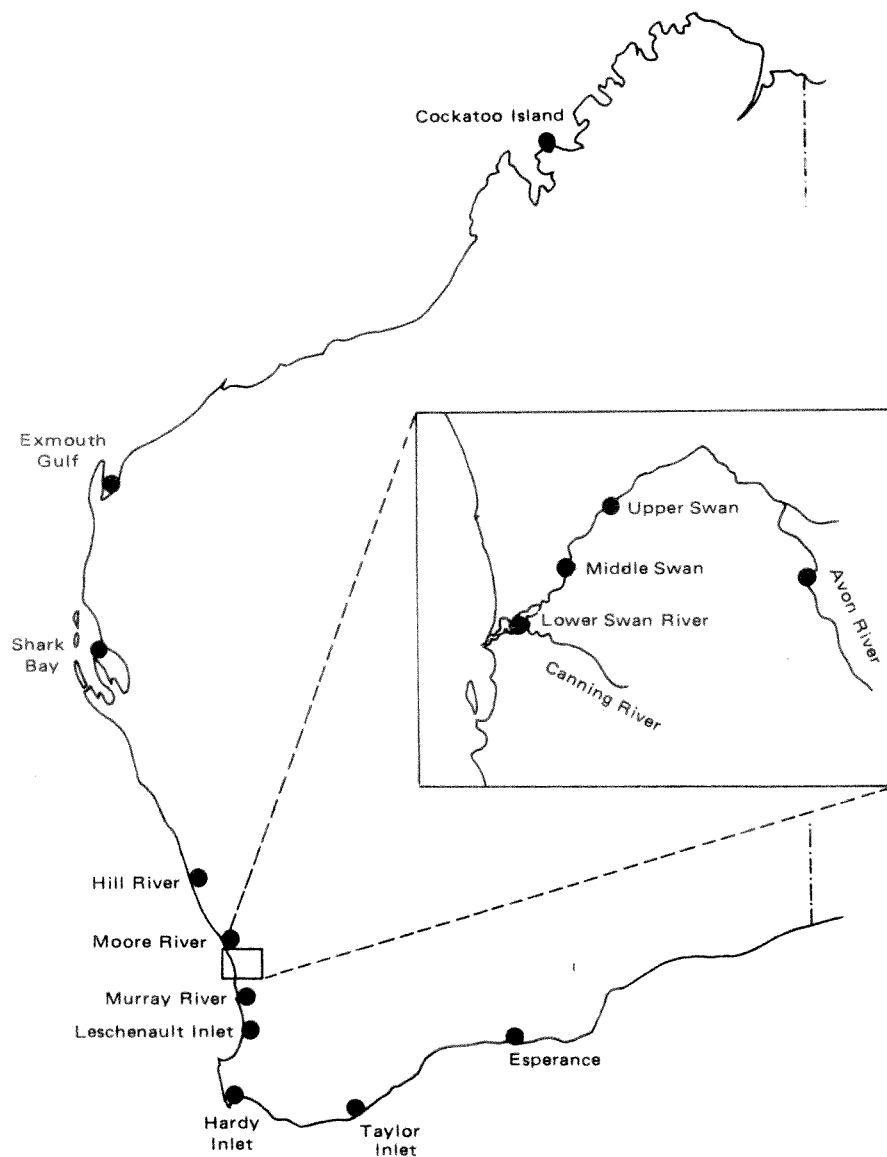 Cockatoo Island
Exmouth
Gulf
Upper Swan
Middle Swan
Avon River
Lower Swan River
Shark
Bay
Canning River
Hill River
Moore River
Murray River
Leschenault Inlet
Esperance
Hardy
Inlet
Taylor
Inlet